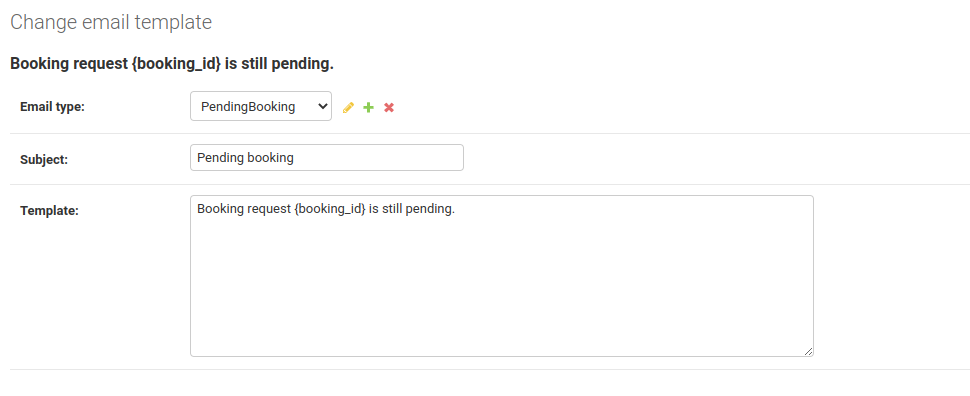 Change email template
Booking request {booking_id} is still pending.
Email type: PendingBooking
Subject: Pending booking
Template: Booking request {booking_id} is still pending.